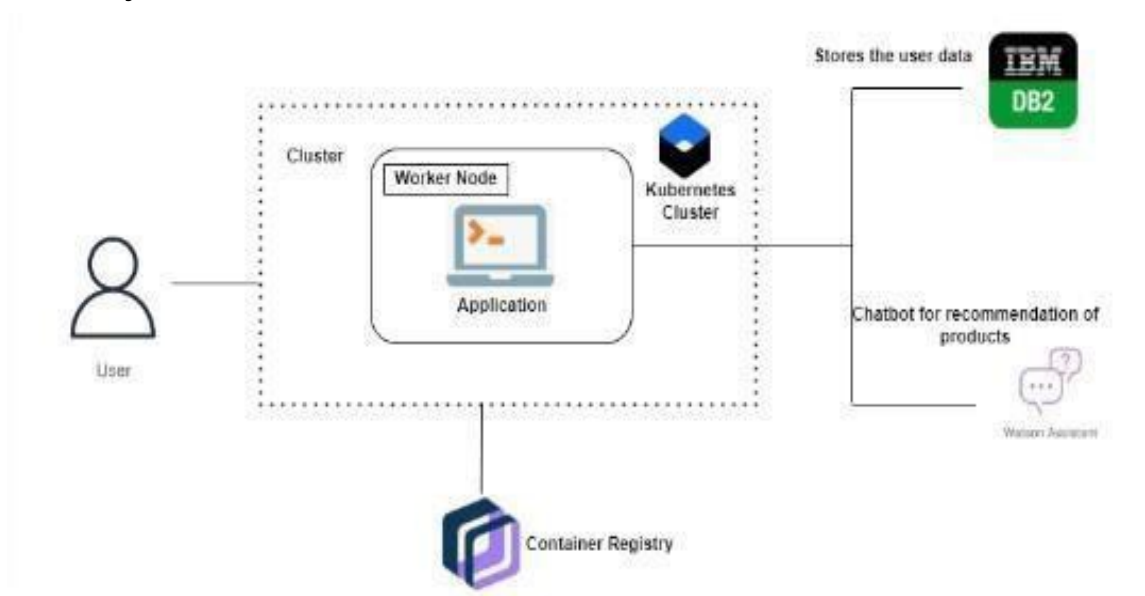 Stores the user data
IBM
DB2
Cluster
Worker Node
Kubernetes
Cluster
Application
User
Chatbot for recommendation of
products
?
Watson Assistant
Container Registry